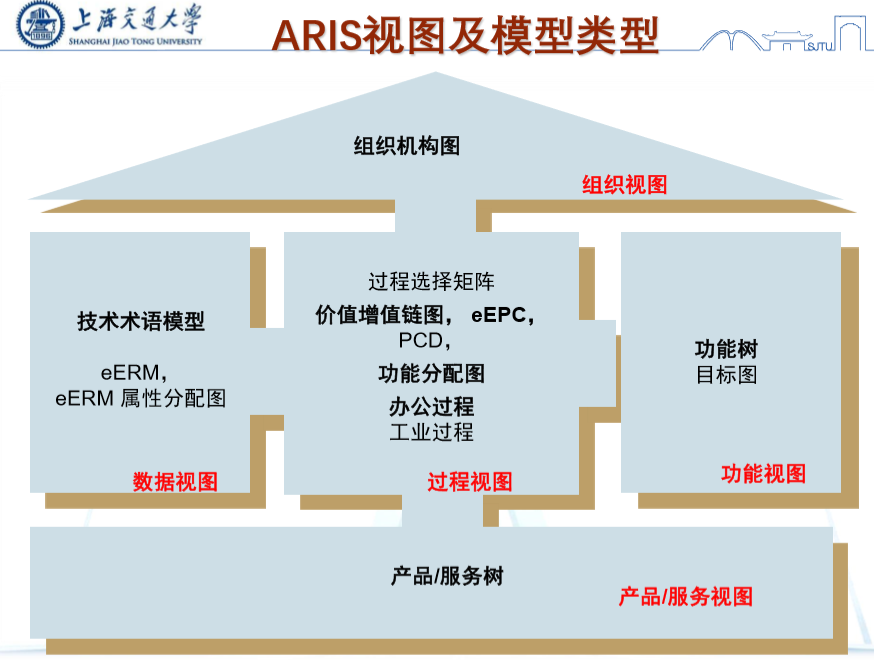 上海交通大学
SHANGHAI JIAO TONG UNIVERSITY
ARIS视图及模型类型
SJTU
组织机构图
组织视图
技术术语模型
eERM,
eERM 属性分配图
数据视图
过程选择矩阵
价值增值链图， eEPC，
PCD，
功能分配图
办公过程
工业过程
过程视图
功能树
目标图
功能视图
产品/服务树
产品/服务视图